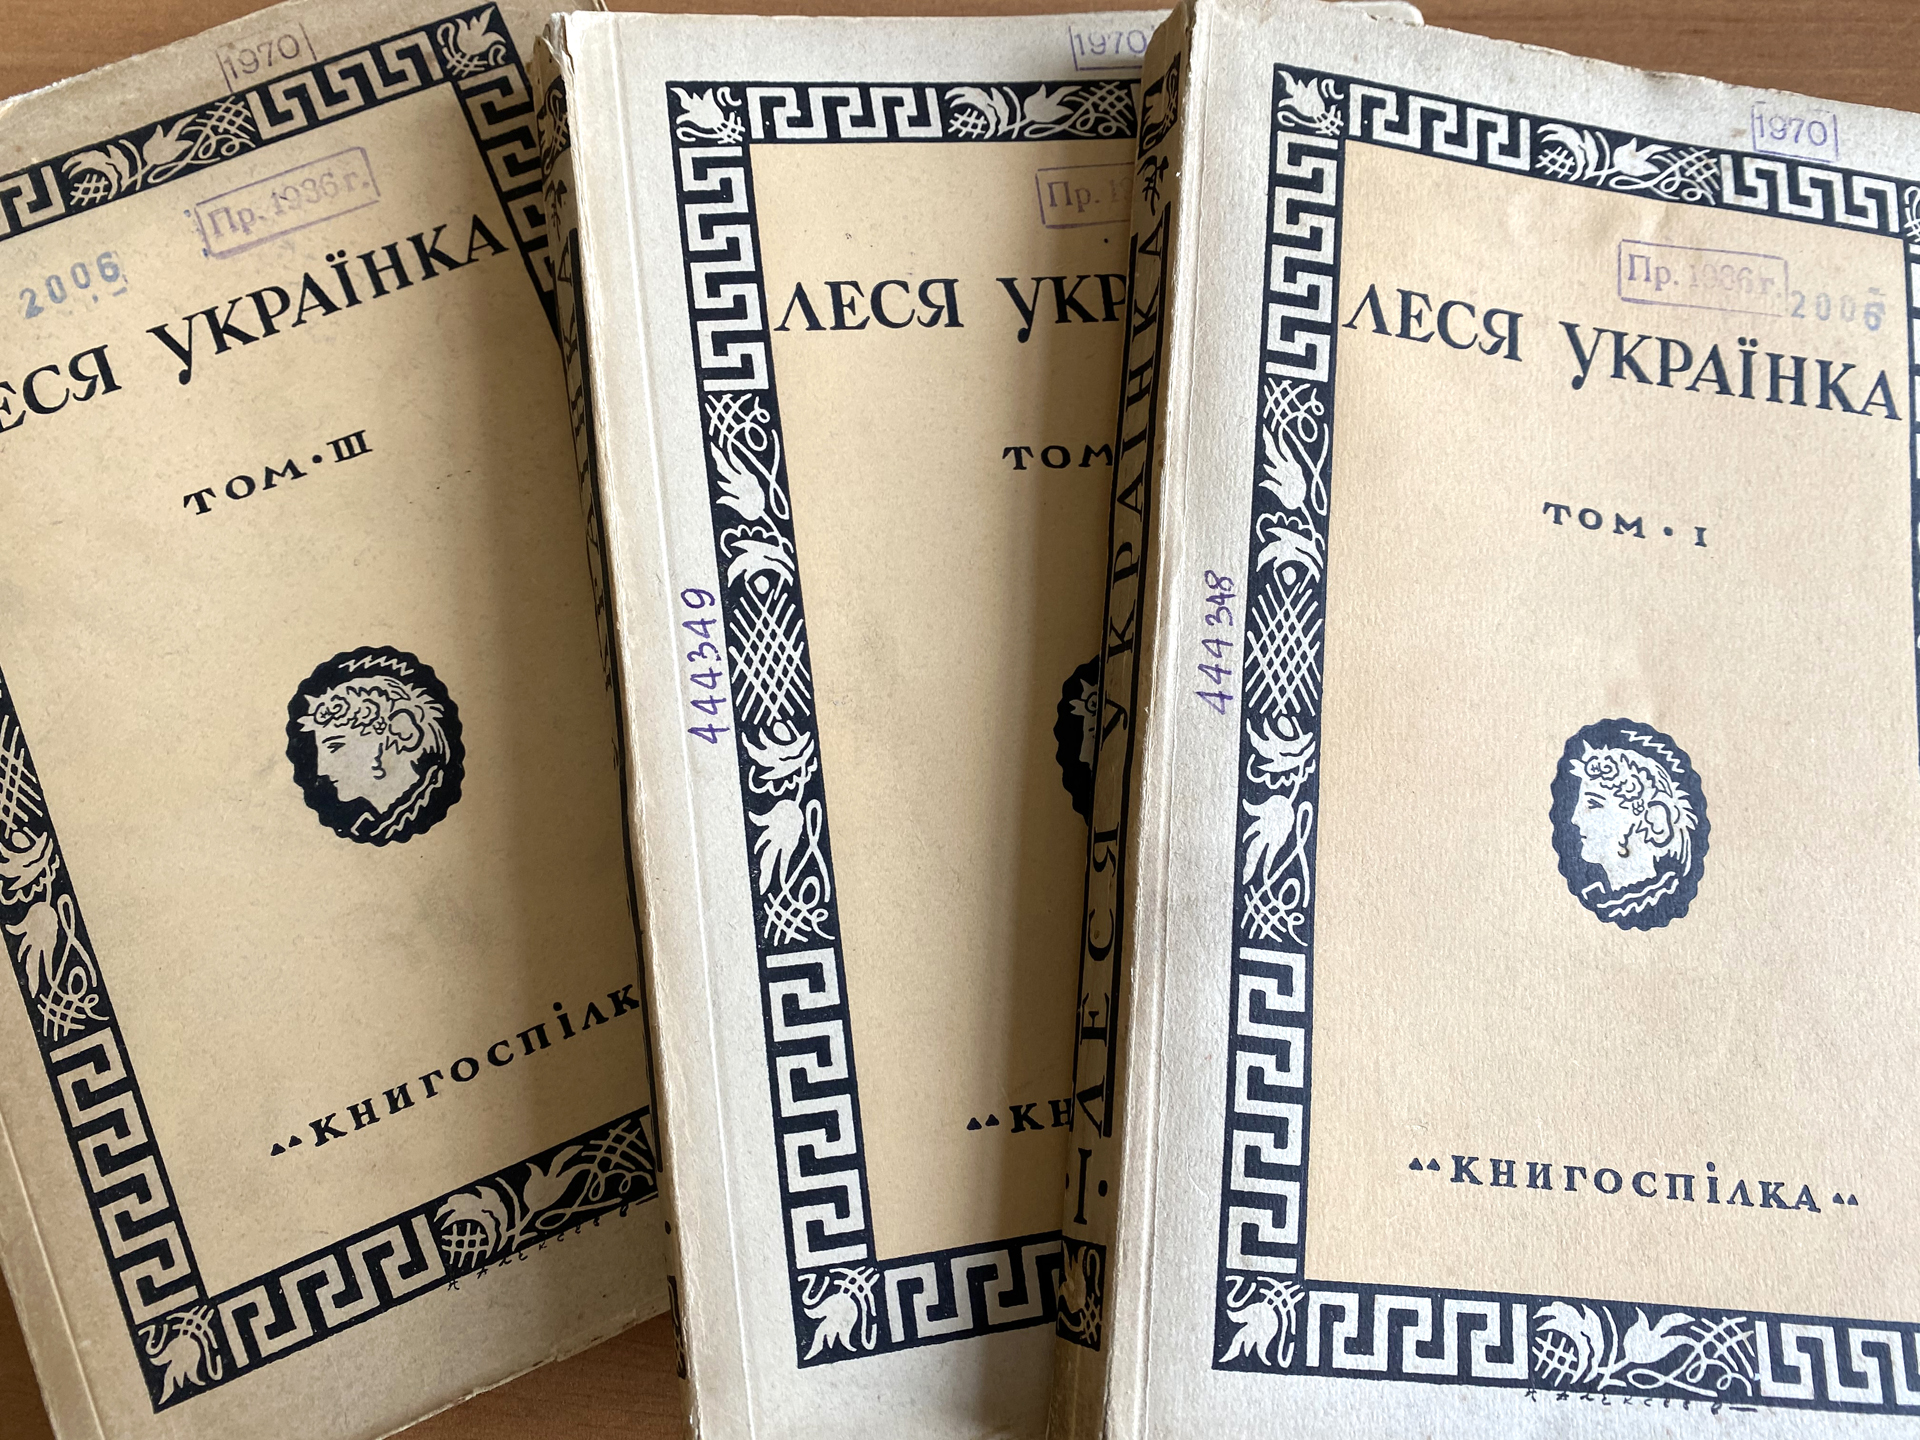 1970
Пр. 1936 г.
2006
ЛЕСЯ УКРАЇНКА
ТОМ • III
"КНИГОСПІЛК
1970
Пр. 1
ЛЕСЯ УКР
ТОМ
444349
"КН
ЛЕСЯ УКРАЇНКА
• I •
1970
Пр. 1936 г.
2006
ЛЕСЯ УКРАЇНКА
ТОМ • I
444348
"КНИГОСПІЛКА"